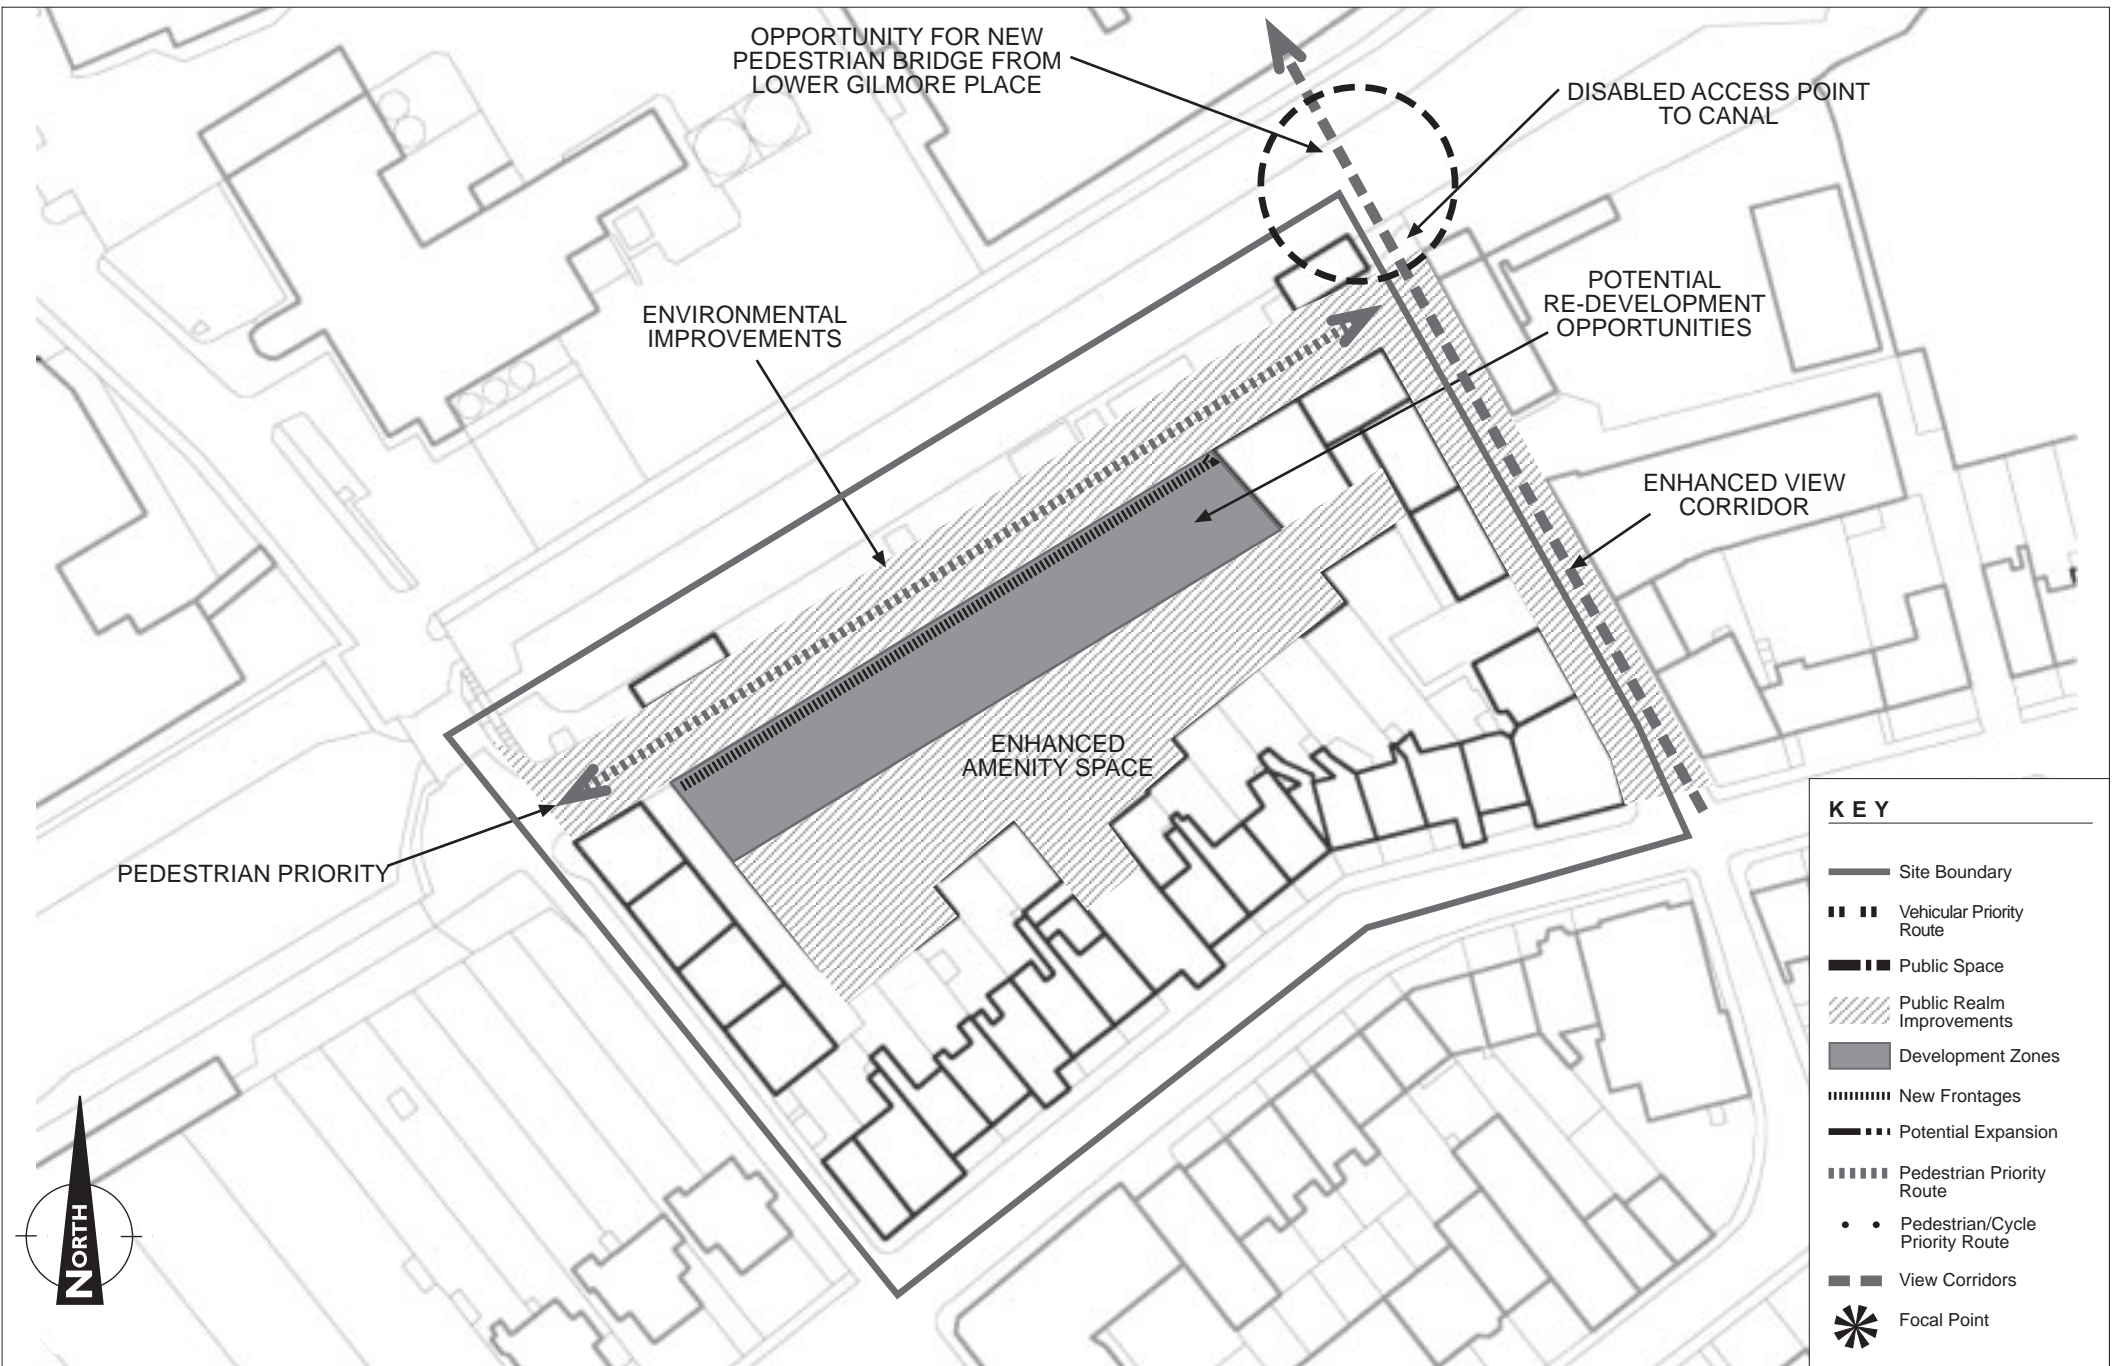 OPPORTUNITY FOR NEW
PEDESTRIAN BRIDGE FROM
LOWER GILMORE PLACE
DISABLED ACCESS POINT
TO CANAL
POTENTIAL
RE-DEVELOPMENT
OPPORTUNITIES
ENVIRONMENTAL
IMPROVEMENTS
ENHANCED VIEW
CORRIDOR
ENHANCED
AMENITY SPACE
PEDESTRIAN PRIORITY
KEY
Site Boundary
Vehicular Priority
Route
Public Space
Public Realm
Improvements
Development Zones
New Frontages
Potential Expansion
Pedestrian Priority
Route
Pedestrian/Cycle
Priority Route
View Corridors
Focal Point
NORTH